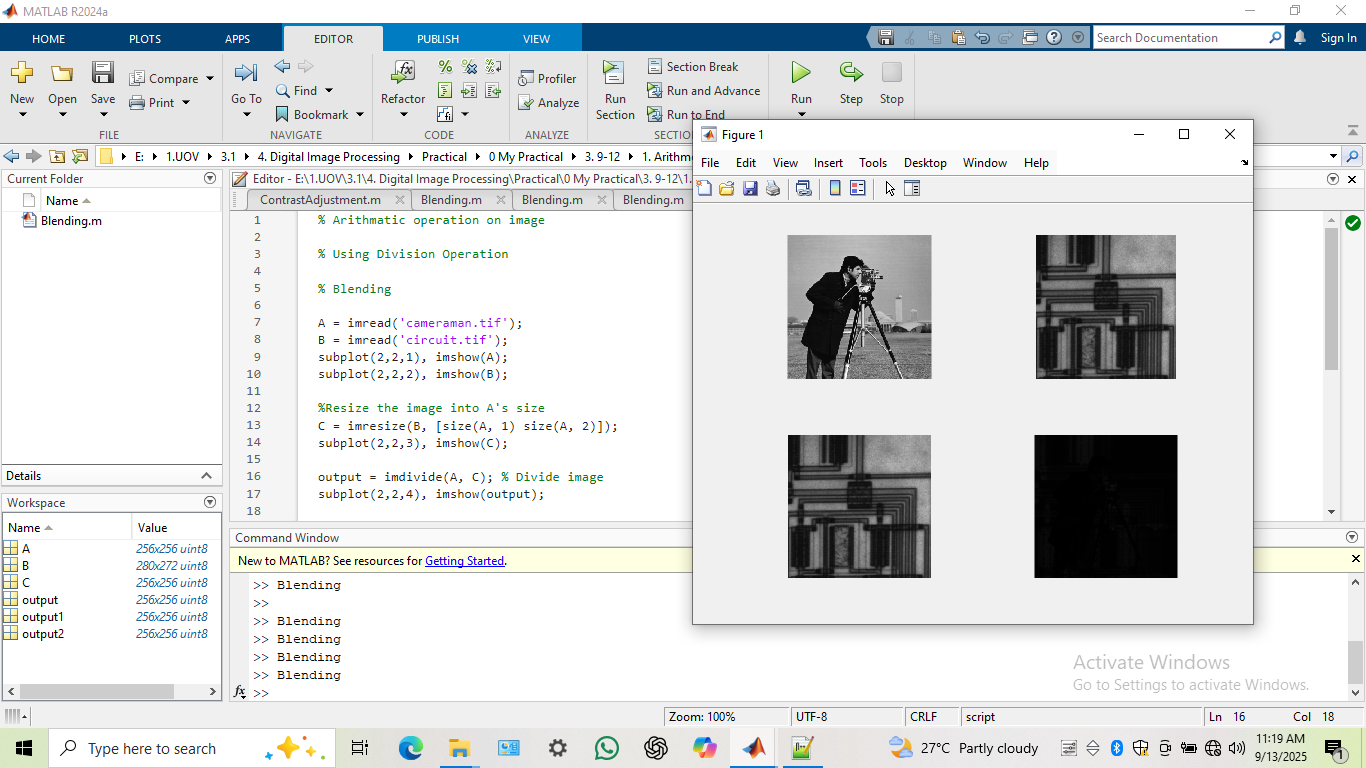 MATLAB R2024a
HOME PLOTS APPS EDITOR PUBLISH VIEW Search Documentation Sign In
New Open Save Compare Print Go To Find Bookmark Refactor Profiler Analyze Run Section Section Break Run and Advance Run to End Run Step Stop
FILE NAVIGATE CODE ANALYZE SECTIO
E: 1.UOV 3.1 4. Digital Image Processing Practical 0 My Practical 3. 9-12 1. Arithm
Current Folder
Name
Blending.m
Details
Workspace
Name Value
A 256x256 uint8
B 280x272 uint8
C 256x256 uint8
output 256x256 uint8
output1 256x256 uint8
output2 256x256 uint8
Editor - E:\1.UOV\3.1\4. Digital Image Processing\Practical\0 My Practical\3. 9-12\1.
ContrastAdjustment.m Blending.m Blending.m Blending.m
1 % Arithmatic operation on image
2
3 % Using Division Operation
4
5 % Blending
6
7 A = imread('cameraman.tif');
8 B = imread('circuit.tif');
9 subplot(2,2,1), imshow(A);
10 subplot(2,2,2), imshow(B);
11
12 %Resize the image into A's size
13 C = imresize(B, [size(A, 1) size(A, 2)]);
14 subplot(2,2,3), imshow(C);
15
16 output = imdivide(A, C); % Divide image
17 subplot(2,2,4), imshow(output);
18
Command Window
New to MATLAB? See resources for Getting Started.
>> Blending
>>
>> Blending
>> Blending
>> Blending
>> Blending
fx >>
Figure 1
File Edit View Insert Tools Desktop Window Help
Activate Windows
Go to Settings to activate Windows.
Zoom: 100% UTF-8 CRLF script Ln 16 Col 18
Type here to search
27°C Partly cloudy
11:19 AM
9/13/2025
1